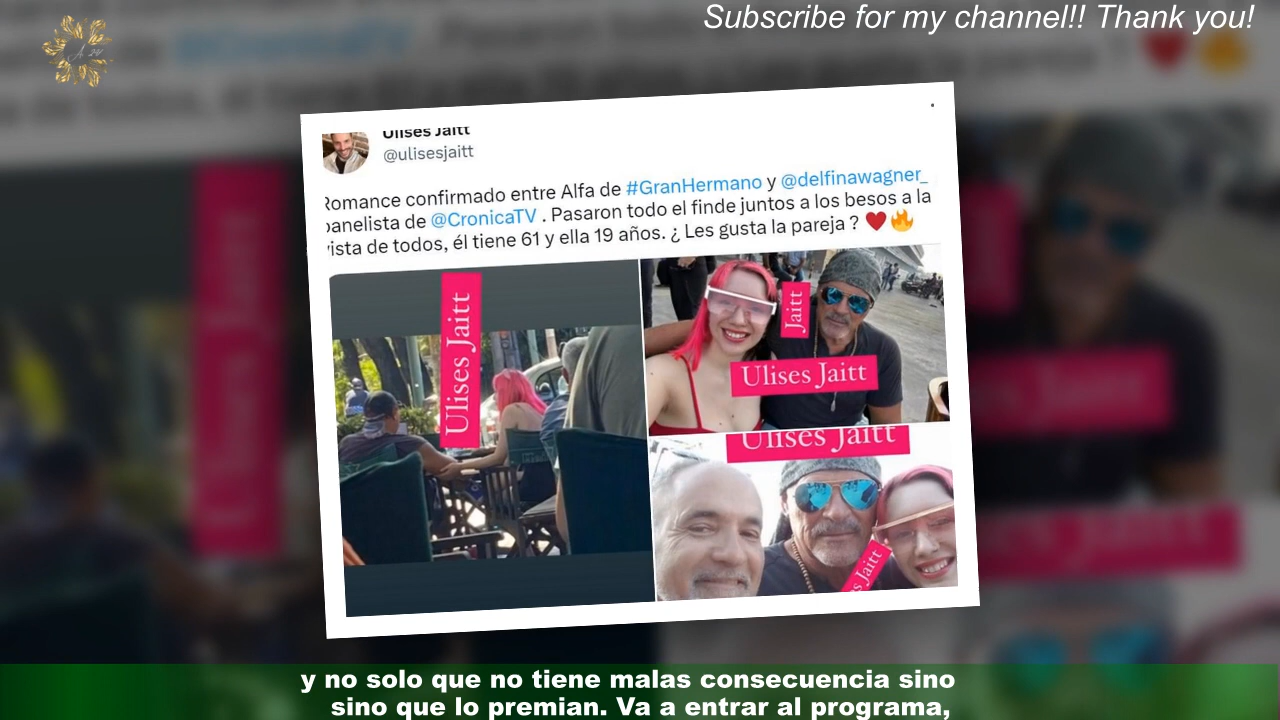 Subscribe for my channel!! Thank you!
Ulises Jaitt
@ulisesjaitt
Romance confirmado entre Alfa de #GranHermano y @delfinawagner_
panelista de @CronicaTV . Pasaron todo el finde juntos a los besos a la
vista de todos, él tiene 61 y ella 19 años. ¿ Les gusta la pareja ? ❤️🔥
Ulises Jaitt
Jaitt
Ulises Jaitt
Ulises Jaitt
s Jaitt
y no solo que no tiene malas consecuencia sino
sino que lo premian. Va a entrar al programa,